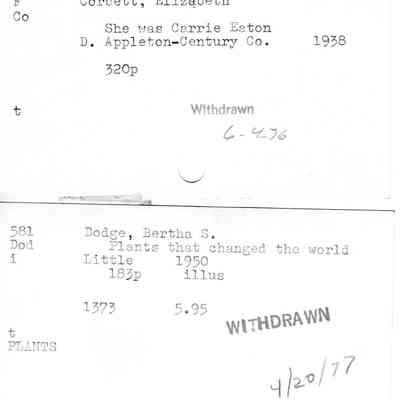 F Corbett, Elizabeth
Co
She was Carrie Eaton
D. Appleton-Century Co. 1938
320p
t Withdrawn
6-4-76
581 Dodge, Bertha S.
Dod Plants that changed the world
i Little 1950
183p illus
1373 5.95
WITHDRAWN
t
PLANTS
4/20/77